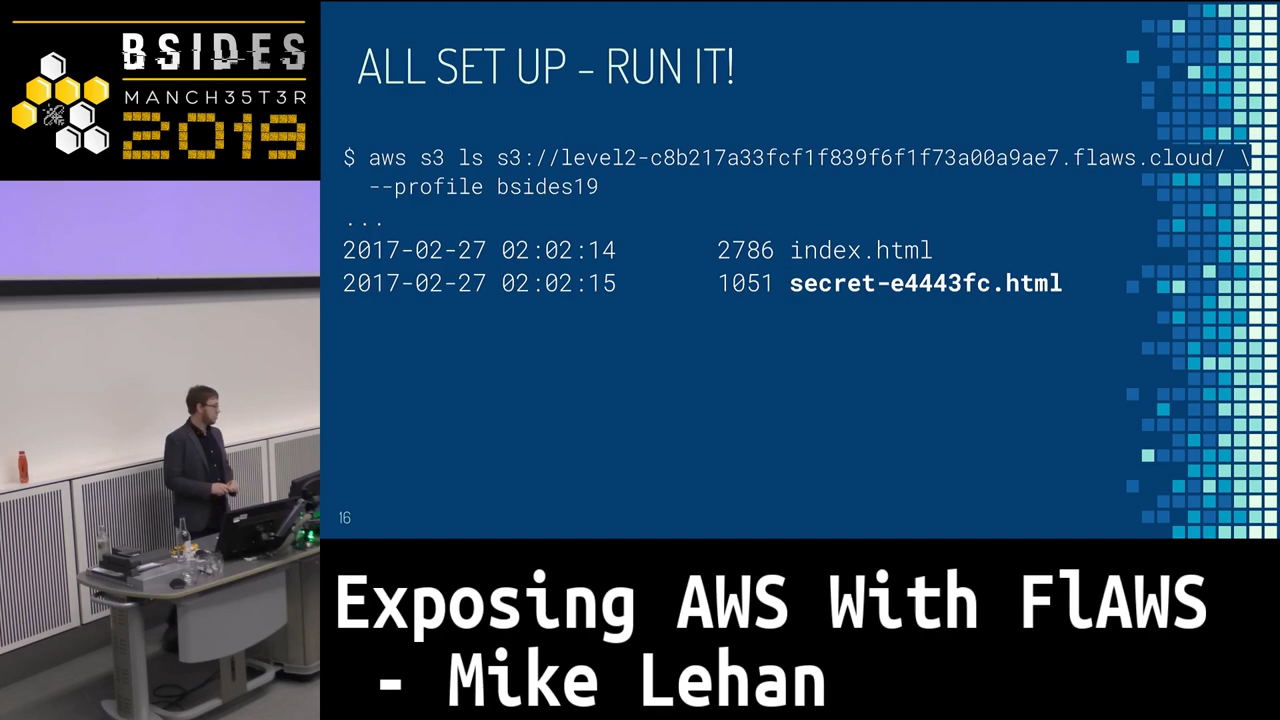 BSIDES
MANCH35T3R
2019
ALL SET UP – RUN IT!
$ aws s3 ls s3://level2-c8b217a33fcf1f839f6f1f73a00a9ae7.flaws.cloud/ \
--profile bsides19
...
2017-02-27 02:02:14 2786 index.html
2017-02-27 02:02:15 1051 secret-e4443fc.html
16
Exposing AWS With FlAWS
- Mike Lehan